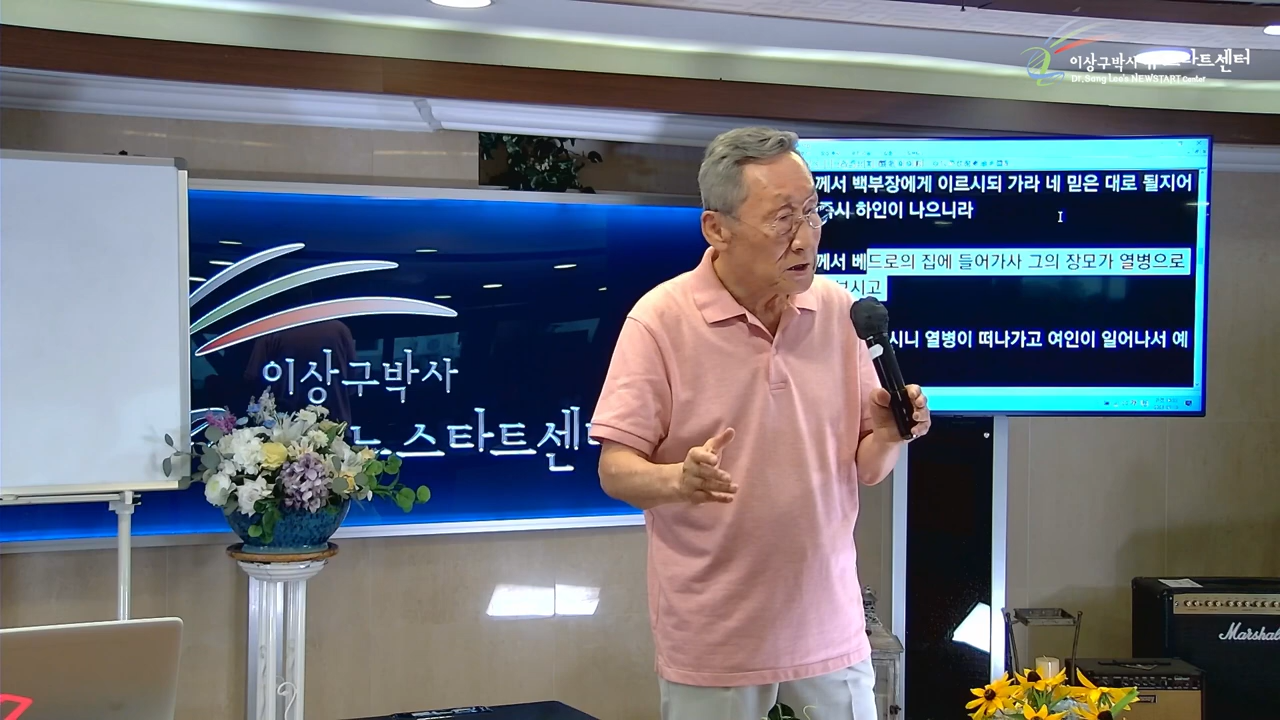 이상구박사 뉴스타트센터
Dr.Sang Lee's NEWSTART Center
께서 백부장에게 이르시되 가라 네 믿은 대로 될지어
즉시 하인이 나으니라
께서 베드로의 집에 들어가사 그의 장모가 열병으로
보시고
시니 열병이 떠나가고 여인이 일어나서 예
이상구박사
뉴스타트센
Marshal